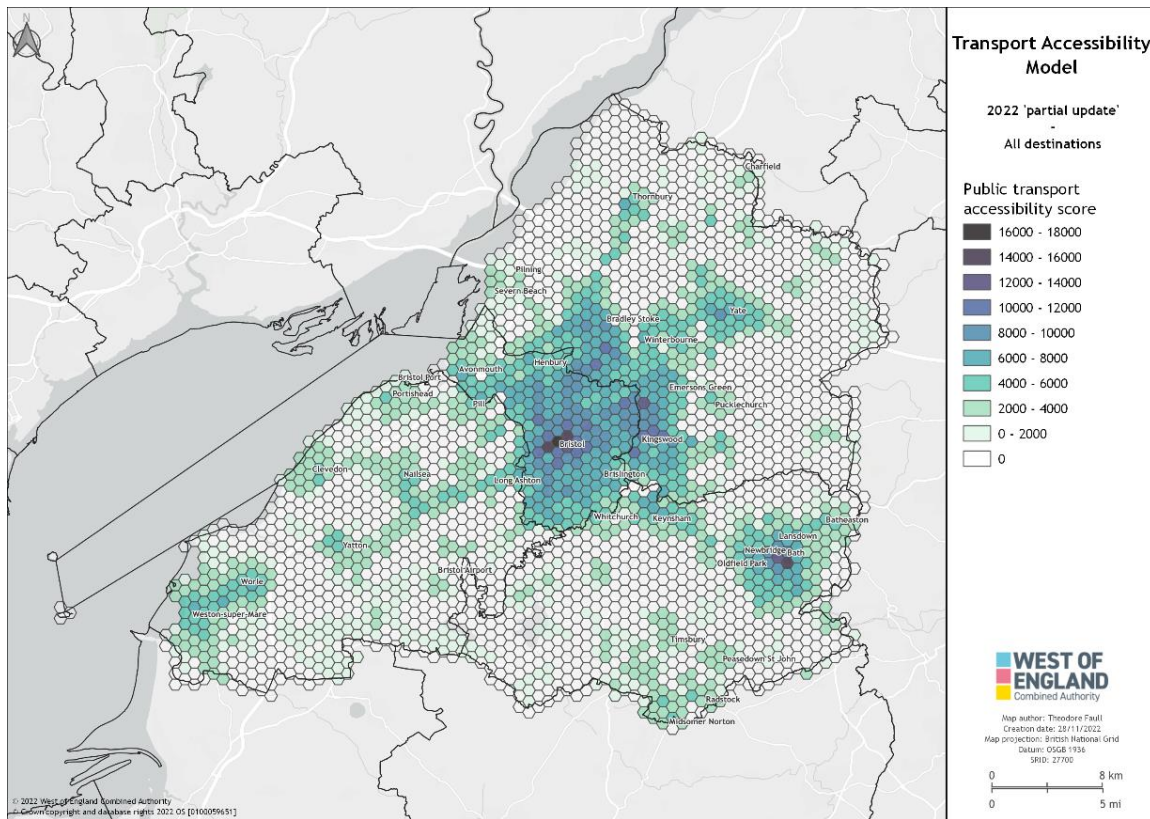 N
Charfield
Thornbury
Pilning
Severn Beach
Bradley Stoke
Yate
Winterbourne
Henbury
Avonmouth
Bristol Port
Portishead
Pill
Emersons Green
Pucklechurch
Bristol
Kingswood
Clevedon
Nailsea
Long Ashton
Brislington
Whitchurch
Keynsham
Batheaston
Lansdown
Yatton
Newbridge
Bath
Oldfield Park
Bristol Airport
Worle
Weston-super-Mare
Timsbury
Peasedown St John
Radstock
Midsomer Norton
© 2022 West of England Combined Authority
© Crown copyright and database rights 2022 OS [0100059651]
Transport Accessibility
Model
2022 'partial update'
-
All destinations
Public transport
accessibility score
16000 - 18000
14000 - 16000
12000 - 14000
10000 - 12000
8000 - 10000
6000 - 8000
4000 - 6000
2000 - 4000
0 - 2000
0
WEST OF
ENGLAND
Combined Authority
Map author: Theodore Faull
Creation date: 28/11/2022
Map projection: British National Grid
Datum: OSGB 1936
SRID: 27700
0 8 km
0 5 mi